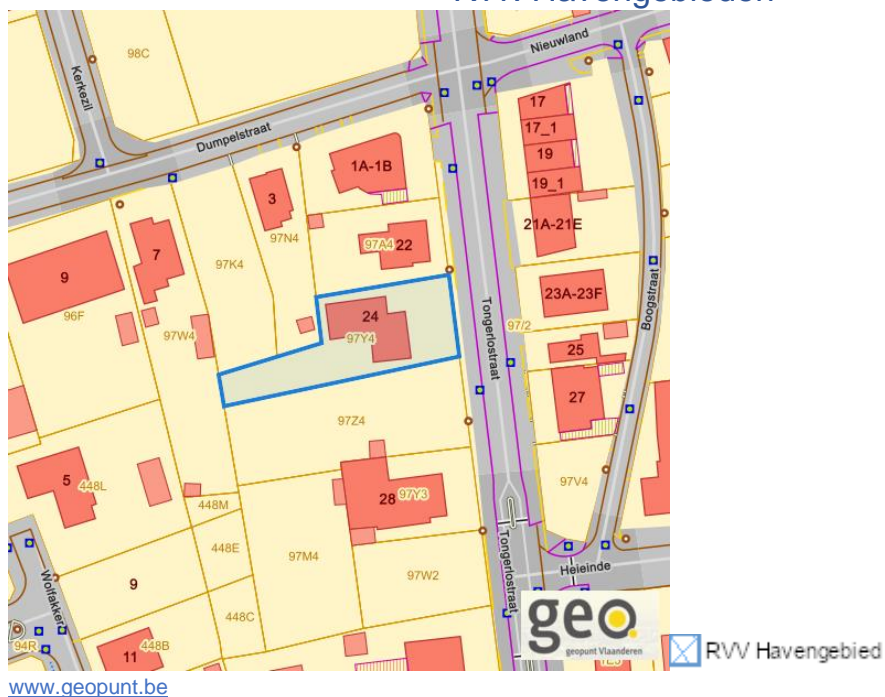 98C
Nieuwland
Kerkezil
Dumpelstraat
17
17_1
19
19_1
1A-1B
3
21A-21E
97N4
97A4 22
7
97K4
9
96F
23A-23F
24
Tongerlostraat
Boogstraat
97/2
97W4
97Y4
25
27
97Z4
5 448L
97V4
28 97Y3
448M
448E
97M4
Tongerlostraat
Heieinde
97W2
9
Wolfakker
448C
94R
11 448B
geo
geopunt Vlaanderen
RVV Havengebied
www.geopunt.be